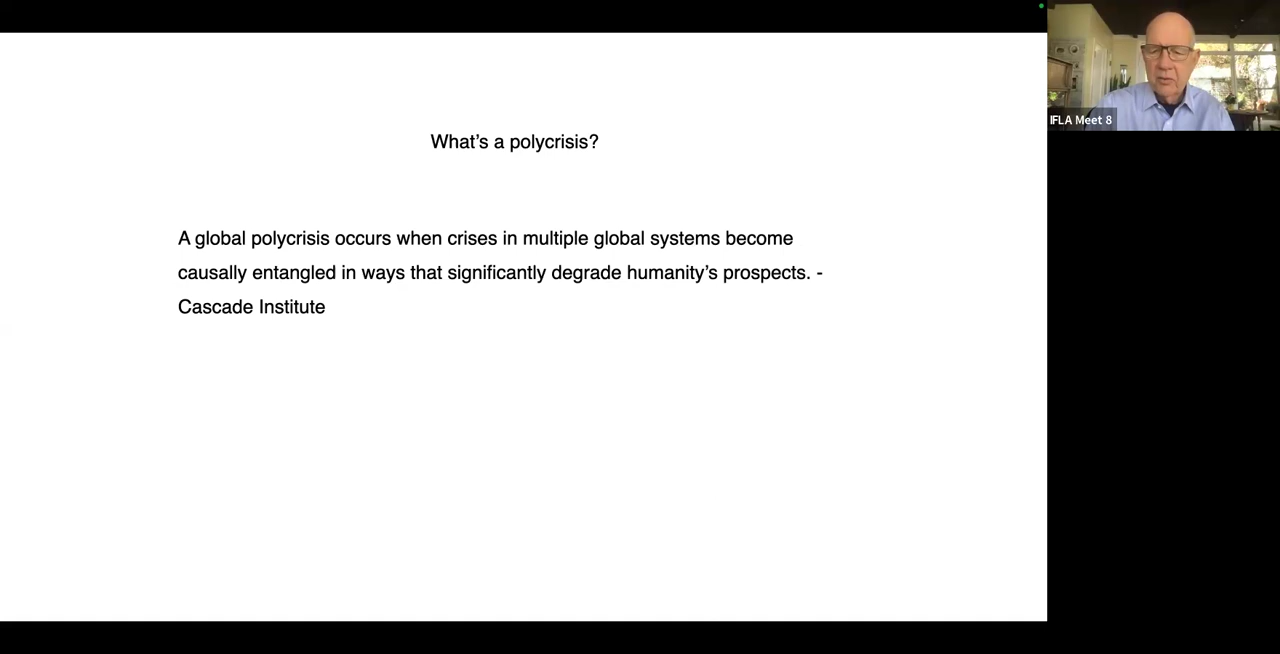 What's a polycrisis?
A global polycrisis occurs when crises in multiple global systems become
causally entangled in ways that significantly degrade humanity's prospects. -
Cascade Institute
IFLA Meet 8